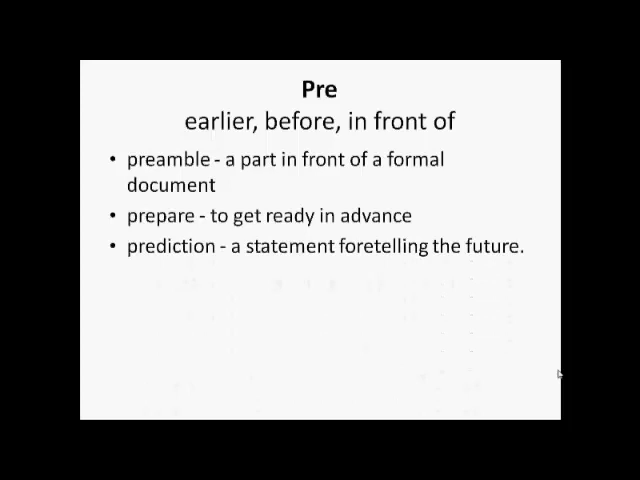 Pre
earlier, before, in front of
• preamble - a part in front of a formal
document
• prepare - to get ready in advance
• prediction - a statement foretelling the future.